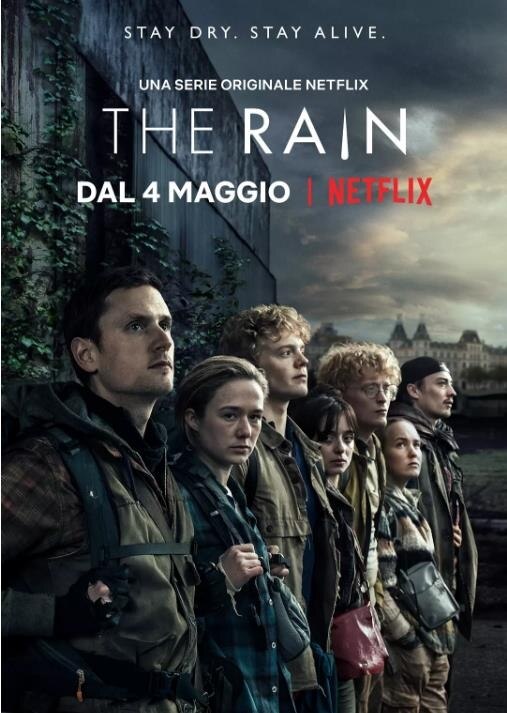 STAY DRY. STAY ALIVE.
UNA SERIE ORIGINALE NETFLIX
THE RAIN
DAL 4 MAGGIO | NETFLIX